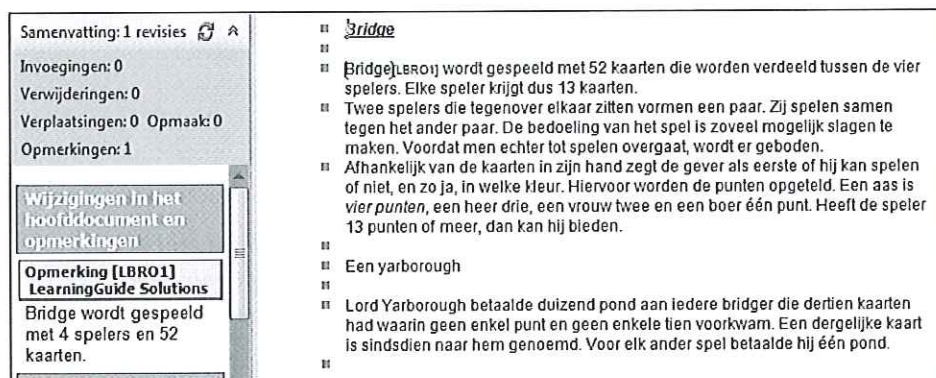 Samenvatting: 1 revisies
Invoegingen: 0
Verwijderingen: 0
Verplaatsingen: 0 Opmaak: 0
Opmerkingen: 1
Wijzigingen in het
hoofddocument en
opmerkingen
Opmerking [LBRO1]
LearningGuide Solutions
Bridge wordt gespeeld
met 4 spelers en 52
kaarten.
Bridge
Bridge[LBRO1] wordt gespeeld met 52 kaarten die worden verdeeld tussen de vier
spelers. Elke speler krijgt dus 13 kaarten.
Twee spelers die tegenover elkaar zitten vormen een paar. Zij spelen samen
tegen het ander paar. De bedoeling van het spel is zoveel mogelijk slagen te
maken. Voordat men echter tot spelen overgaat, wordt er geboden.
Afhankelijk van de kaarten in zijn hand zegt de gever als eerste of hij kan spelen
of niet, en zo ja, in welke kleur. Hiervoor worden de punten opgeteld. Een aas is
vier punten, een heer drie, een vrouw twee en een boer één punt. Heeft de speler
13 punten of meer, dan kan hij bieden.
Een yarborough
Lord Yarborough betaalde duizend pond aan iedere bridger die dertien kaarten
had waarin geen enkel punt en geen enkele tien voorkwam. Een dergelijke kaart
is sindsdien naar hem genoemd. Voor elk ander spel betaalde hij één pond.